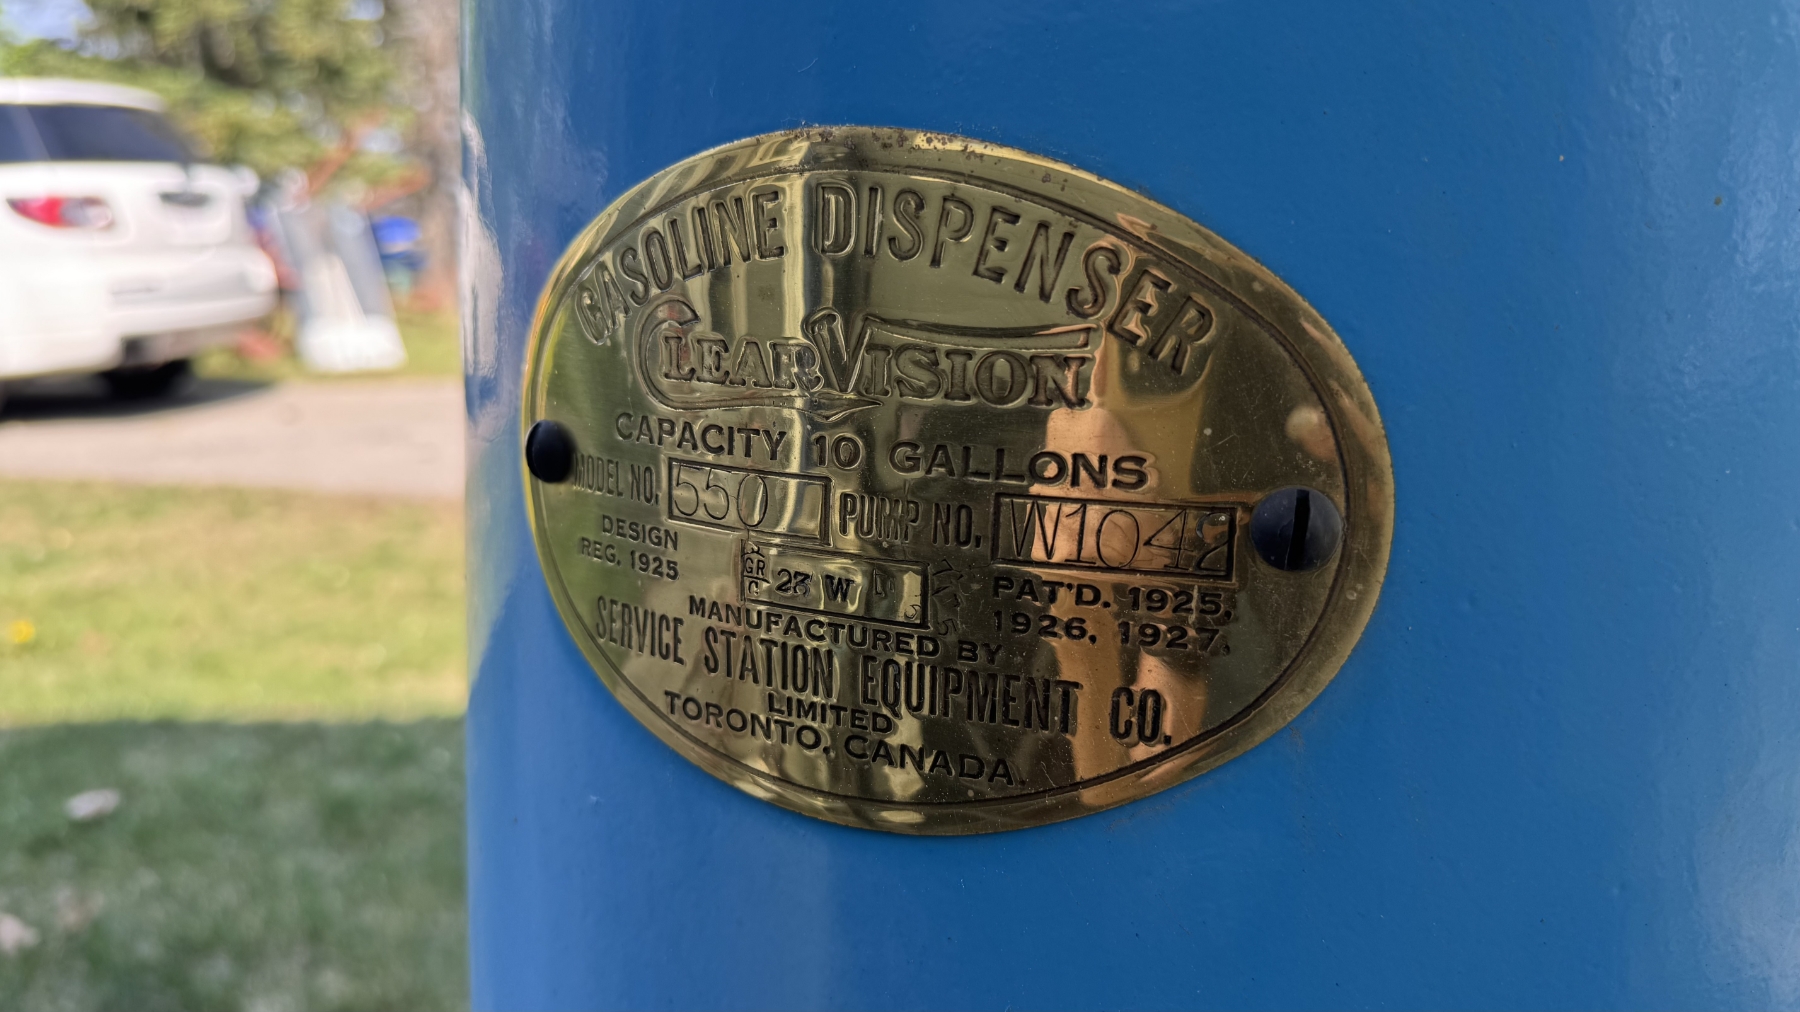 GASOLINE DISPENSER
CLEAR VISION
CAPACITY 10 GALLONS
MODEL NO. 550 PUMP NO. W1042
DESIGN
REG. 1925
GR
C
W
PAT'D. 1925,
1926, 1927.
MANUFACTURED BY
SERVICE STATION EQUIPMENT CO.
LIMITED
TORONTO, CANADA.